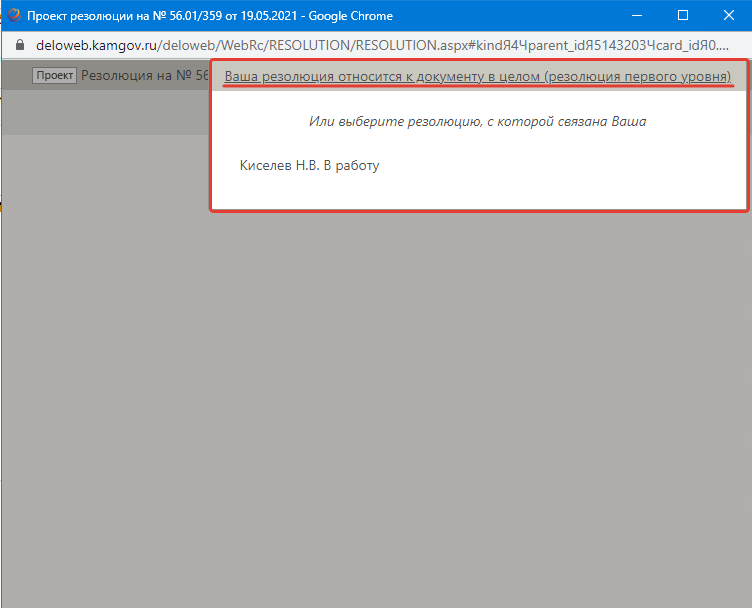 Проект резолюции на № 56.01/359 от 19.05.2021 - Google Chrome
deloweb.kamgov.ru/deloweb/WebRc/RESOLUTION/RESOLUTION.aspx#kindЯ4Чparent_idЯ5143203Чcard_idЯ0....
Проект Резолюция на № 56
Ваша резолюция относится к документу в целом (резолюция первого уровня)
Или выберите резолюцию, с которой связана Ваша
Киселев Н.В. В работу